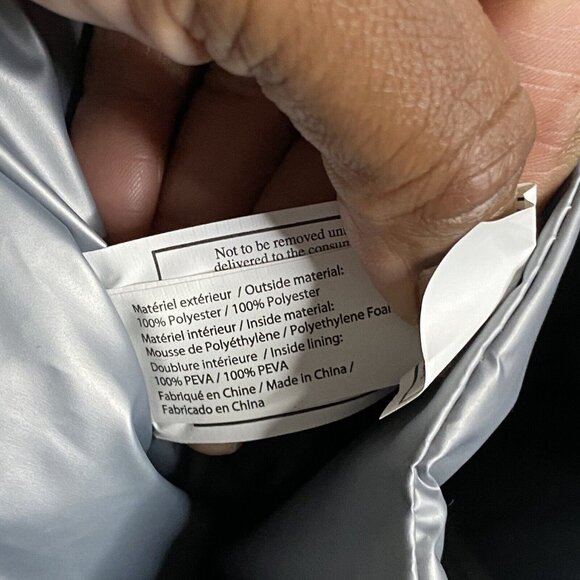 Not to be removed
delivered to the
Matériel extérieur / Outside material:
100% Polyester / 100% Polyester
Matériel intérieur / Inside material:
Mousse de Polyéthylène / Polyethylene
Doublure intérieure / Inside lining:
100% PEVA / 100% PEVA
Fabriqué en Chine / Made in China /
Fabricado en China